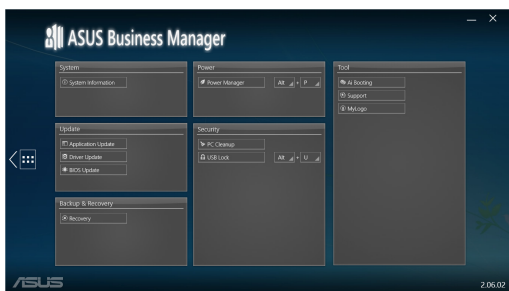 ASUS Business Manager
System
System Information
Power
Power Manager Alt + P
Tool
Ai Booting
Support
MyLogo
Update
Application Update
Driver Update
BIOS Update
Security
PC Cleanup
USB Lock Alt + U
Backup & Recovery
Recovery
ASUS
2.06.02